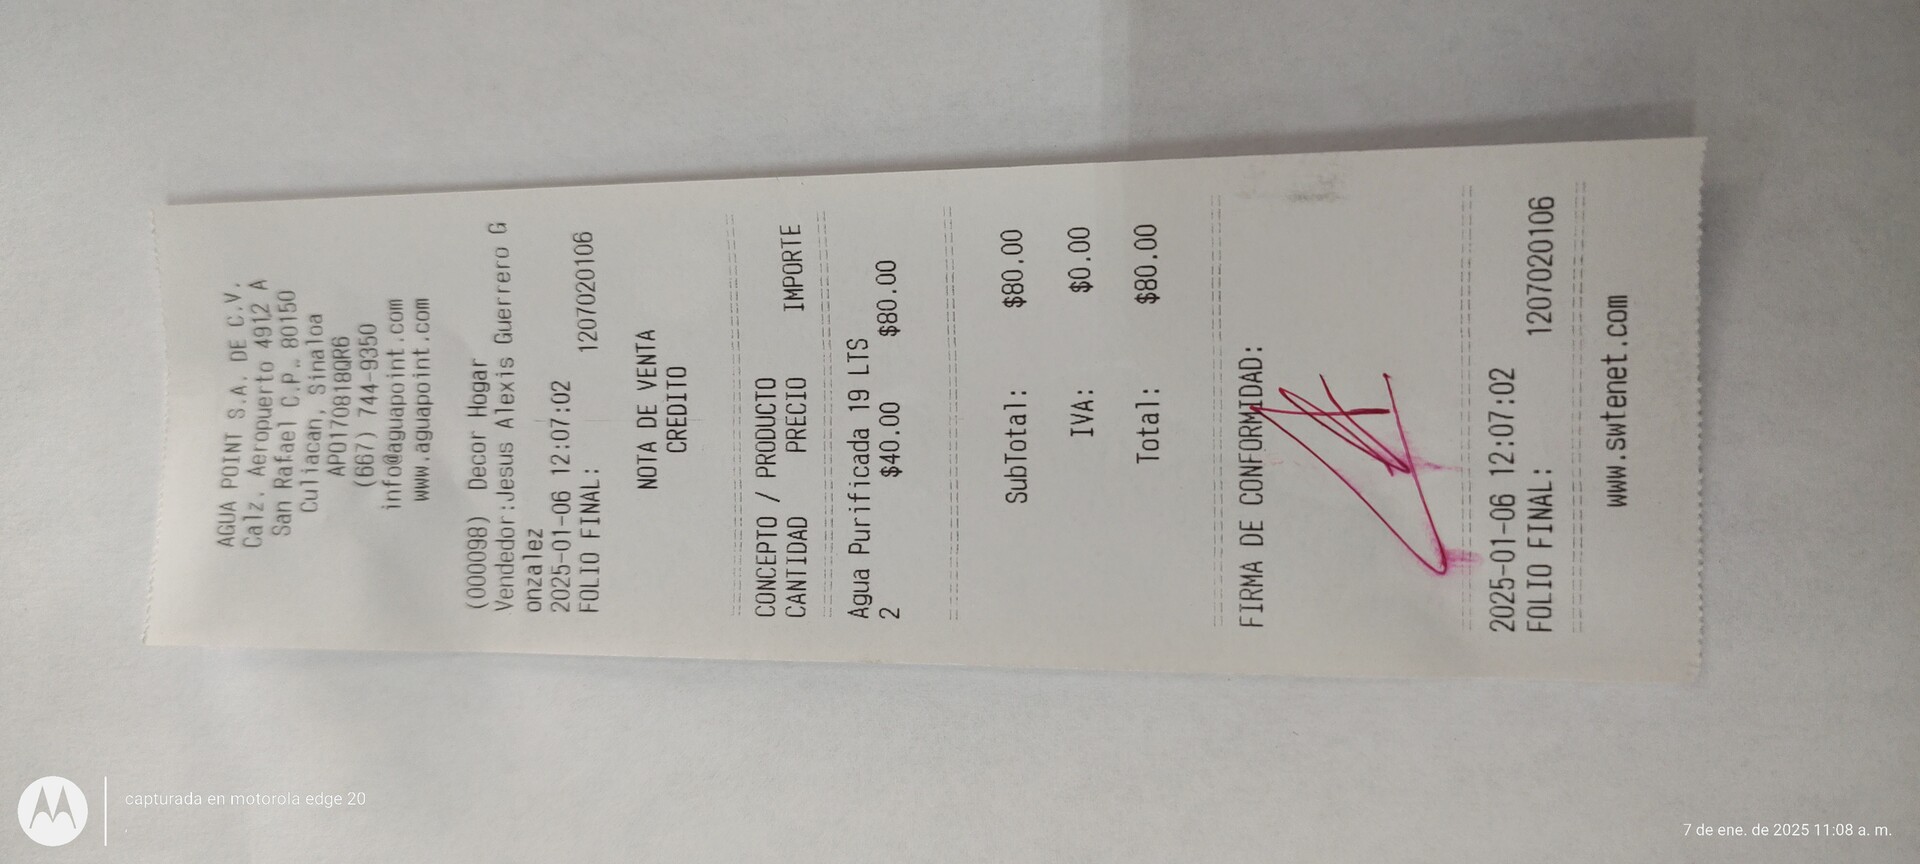 AGUA POINT S.A. DE C.V.
Calz. Aeropuerto 4912 A
San Rafael C.P. 80150
Culiacan, Sinaloa
APO170818QR6
(667) 744-9350
info@aguapoint.com
www.aguapoint.com
(000098) Decor Hogar
Vendedor:Jesus Alexis Guerrero G
onzalez
2025-01-06 12:07:02
FOLIO FINAL: 1207020106
NOTA DE VENTA
CREDITO
CONCEPTO / PRODUCTO
CANTIDAD PRECIO IMPORTE
Agua Purificada 19 LTS
2 $40.00 $80.00
SubTotal: $80.00
IVA: $0.00
Total: $80.00
FIRMA DE CONFORMIDAD:
2025-01-06 12:07:02
FOLIO FINAL: 1207020106
www.swtenet.com
capturada en motorola edge 20
7 de ene. de 2025 11:08 a. m.